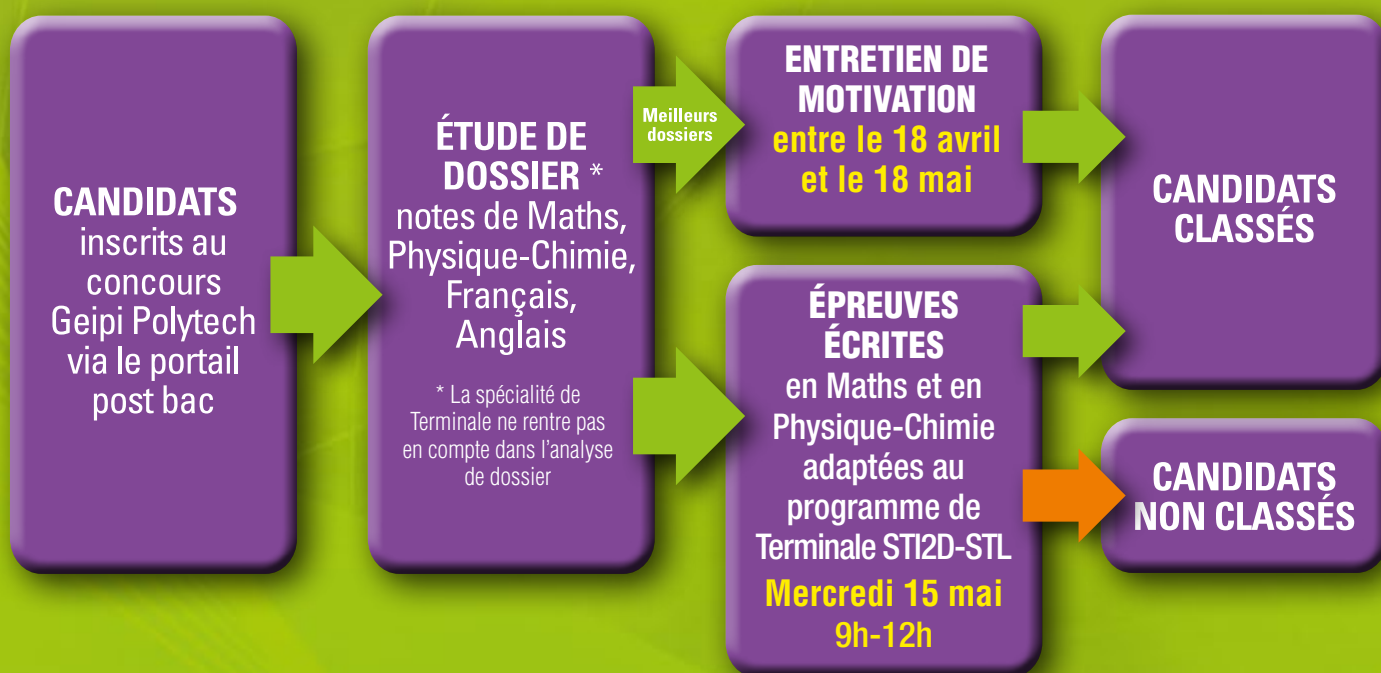 CANDIDATS
inscrits au
concours
Geipi Polytech
via le portail
post bac
ÉTUDE DE
DOSSIER *
notes de Maths,
Physique-Chimie,
Français,
Anglais
* La spécialité de
Terminale ne rentre pas
en compte dans l'analyse
de dossier
Meilleurs
dossiers
ENTRETIEN DE
MOTIVATION
entre le 18 avril
et le 18 mai
ÉPREUVES
ÉCRITES
en Maths et en
Physique-Chimie
adaptées au
programme de
Terminale STI2D-STL
Mercredi 15 mai
9h-12h
CANDIDATS
CLASSÉS
CANDIDATS
NON CLASSÉS